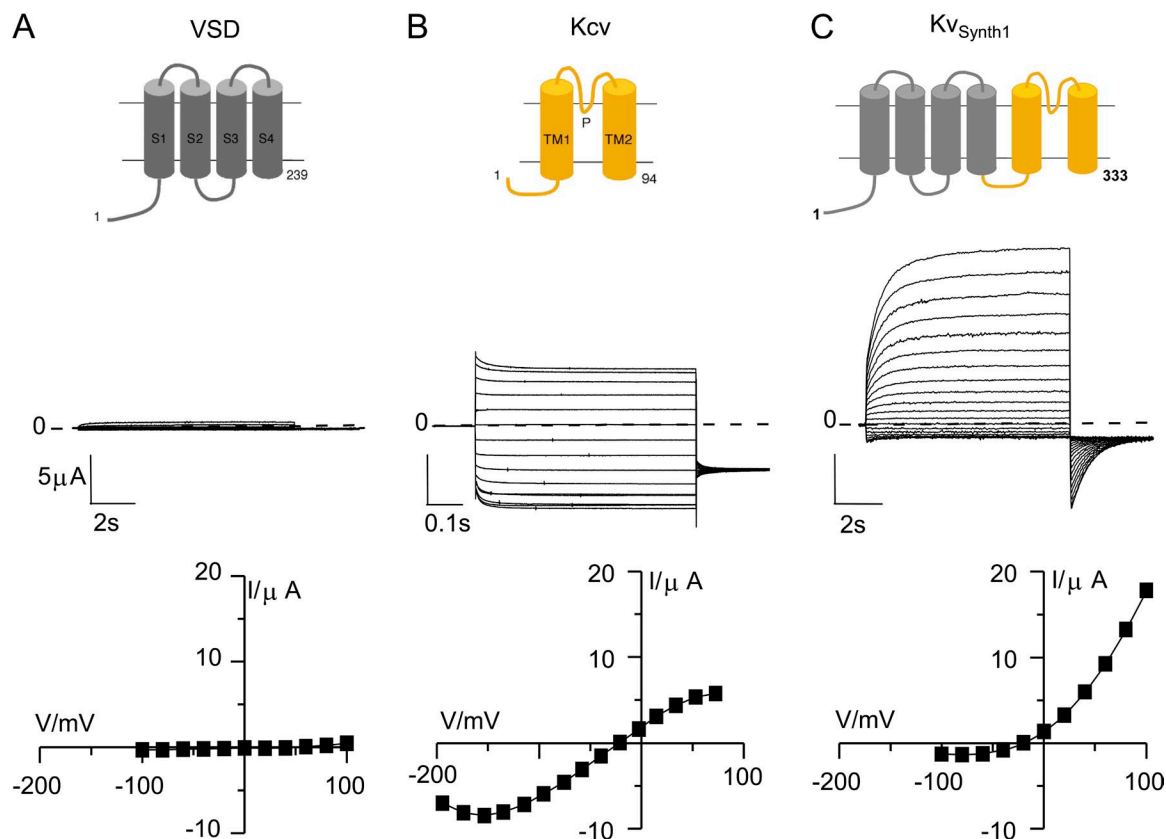 A
VSD
S1 S2 S3 S4
1
239
0
5μA
2s
I/μ A
20
10
V/mV
-200 -100 100
-10
B
Kcv
P
TM1 TM2
1
94
0
0.1s
I/μ A
20
10
V/mV
-200 100
-10
C
KvSynth1
1
333
0
2s
I/μ A
20
10
V/mV
-200 -100 100
-10